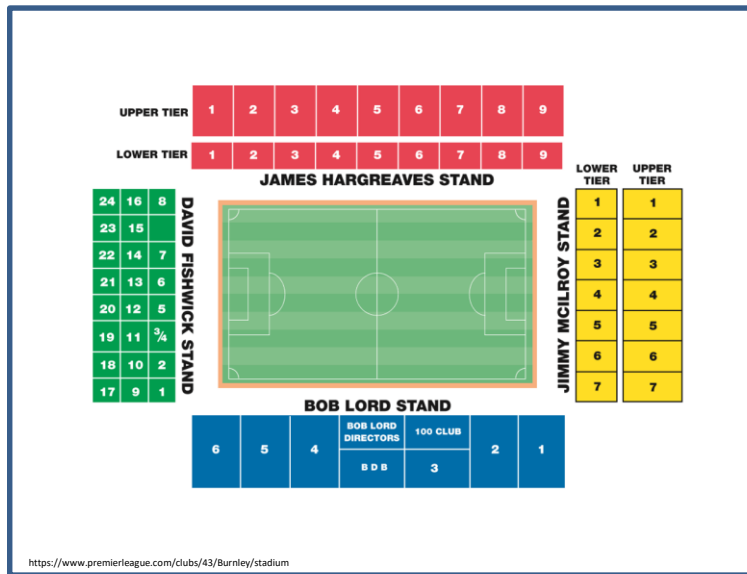 UPPER TIER 1 2 3 4 5 6 7 8 9
LOWER TIER 1 2 3 4 5 6 7 8 9
JAMES HARGREAVES STAND
LOWER TIER
UPPER TIER
24 16 8
23 15
22 14 7
21 13 6
20 12 5
19 11 ¾
18 10 2
17 9 1
DAVID FISHWICK STAND
JIMMY MCILROY STAND
1 1
2 2
3 3
4 4
5 5
6 6
7 7
BOB LORD STAND
6 5 4
BOB LORD
DIRECTORS
100 CLUB
B D B
3
2 1
https://www.premierleague.com/clubs/43/Burnley/stadium